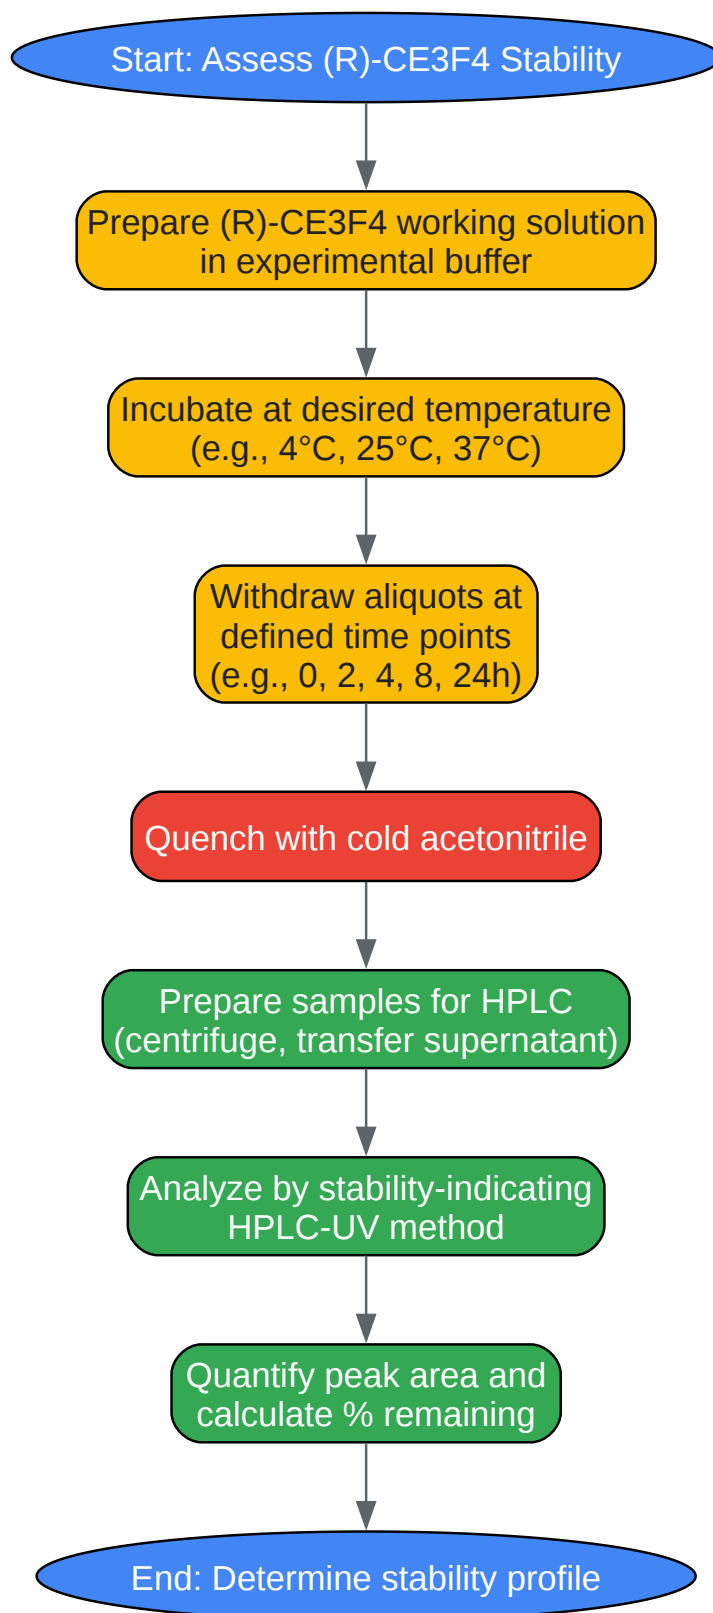 Start: Assess (R)-CE3F4 Stability
Prepare (R)-CE3F4 working solution
in experimental buffer
Incubate at desired temperature
(e.g., 4°C, 25°C, 37°C)
Withdraw aliquots at
defined time points
(e.g., 0, 2, 4, 8, 24h)
Quench with cold acetonitrile
Prepare samples for HPLC
(centrifuge, transfer supernatant)
Analyze by stability-indicating
HPLC-UV method
Quantify peak area and
calculate % remaining
End: Determine stability profile